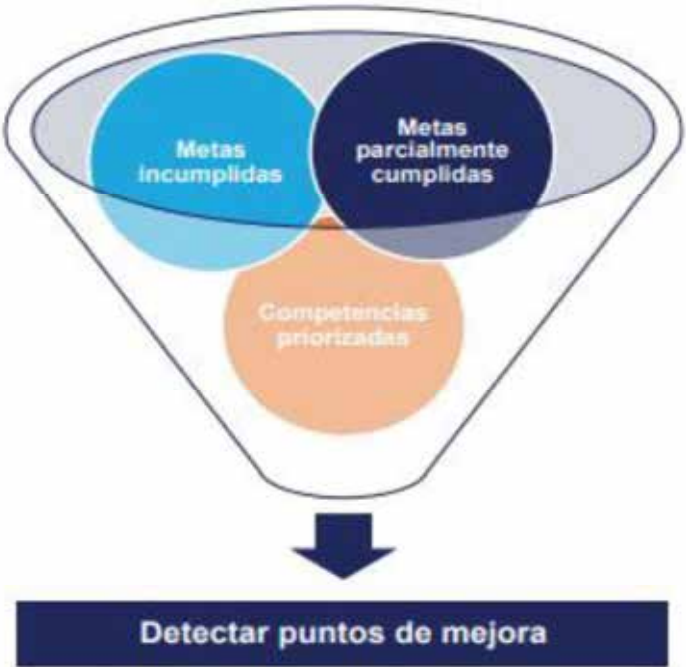 Metas
incumplidas
Metas
parcialmente
cumplidas
Competencias
priorizadas
Detectar puntos de mejora